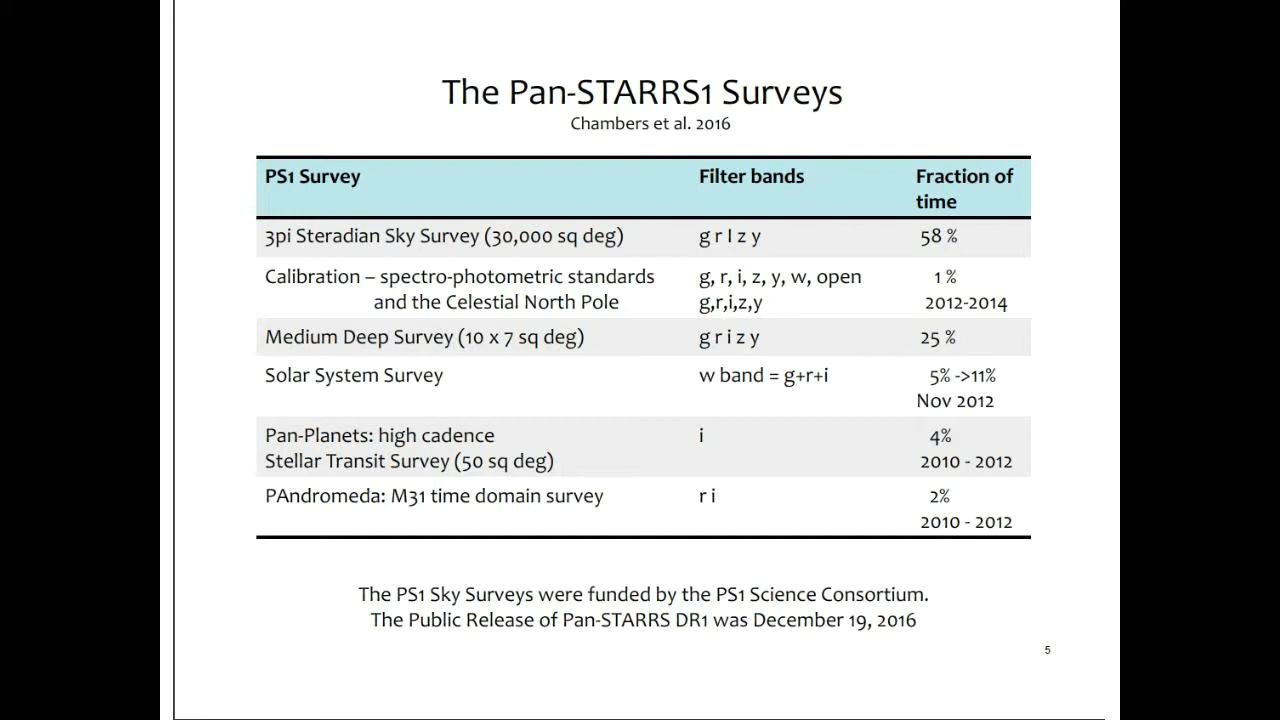 The Pan-STARRS1 Surveys
Chambers et al. 2016
PS1 Survey Filter bands Fraction of time
3pi Steradian Sky Survey (30,000 sq deg) g r I z y 58 %
Calibration – spectro-photometric standards g, r, i, z, y, w, open 1 %
and the Celestial North Pole g,r,i,z,y 2012-2014
Medium Deep Survey (10 x 7 sq deg) g r i z y 25 %
Solar System Survey w band = g+r+i 5% ->11%
Nov 2012
Pan-Planets: high cadence i 4%
Stellar Transit Survey (50 sq deg) 2010 - 2012
PAndromeda: M31 time domain survey r i 2%
2010 - 2012
The PS1 Sky Surveys were funded by the PS1 Science Consortium.
The Public Release of Pan-STARRS DR1 was December 19, 2016
5